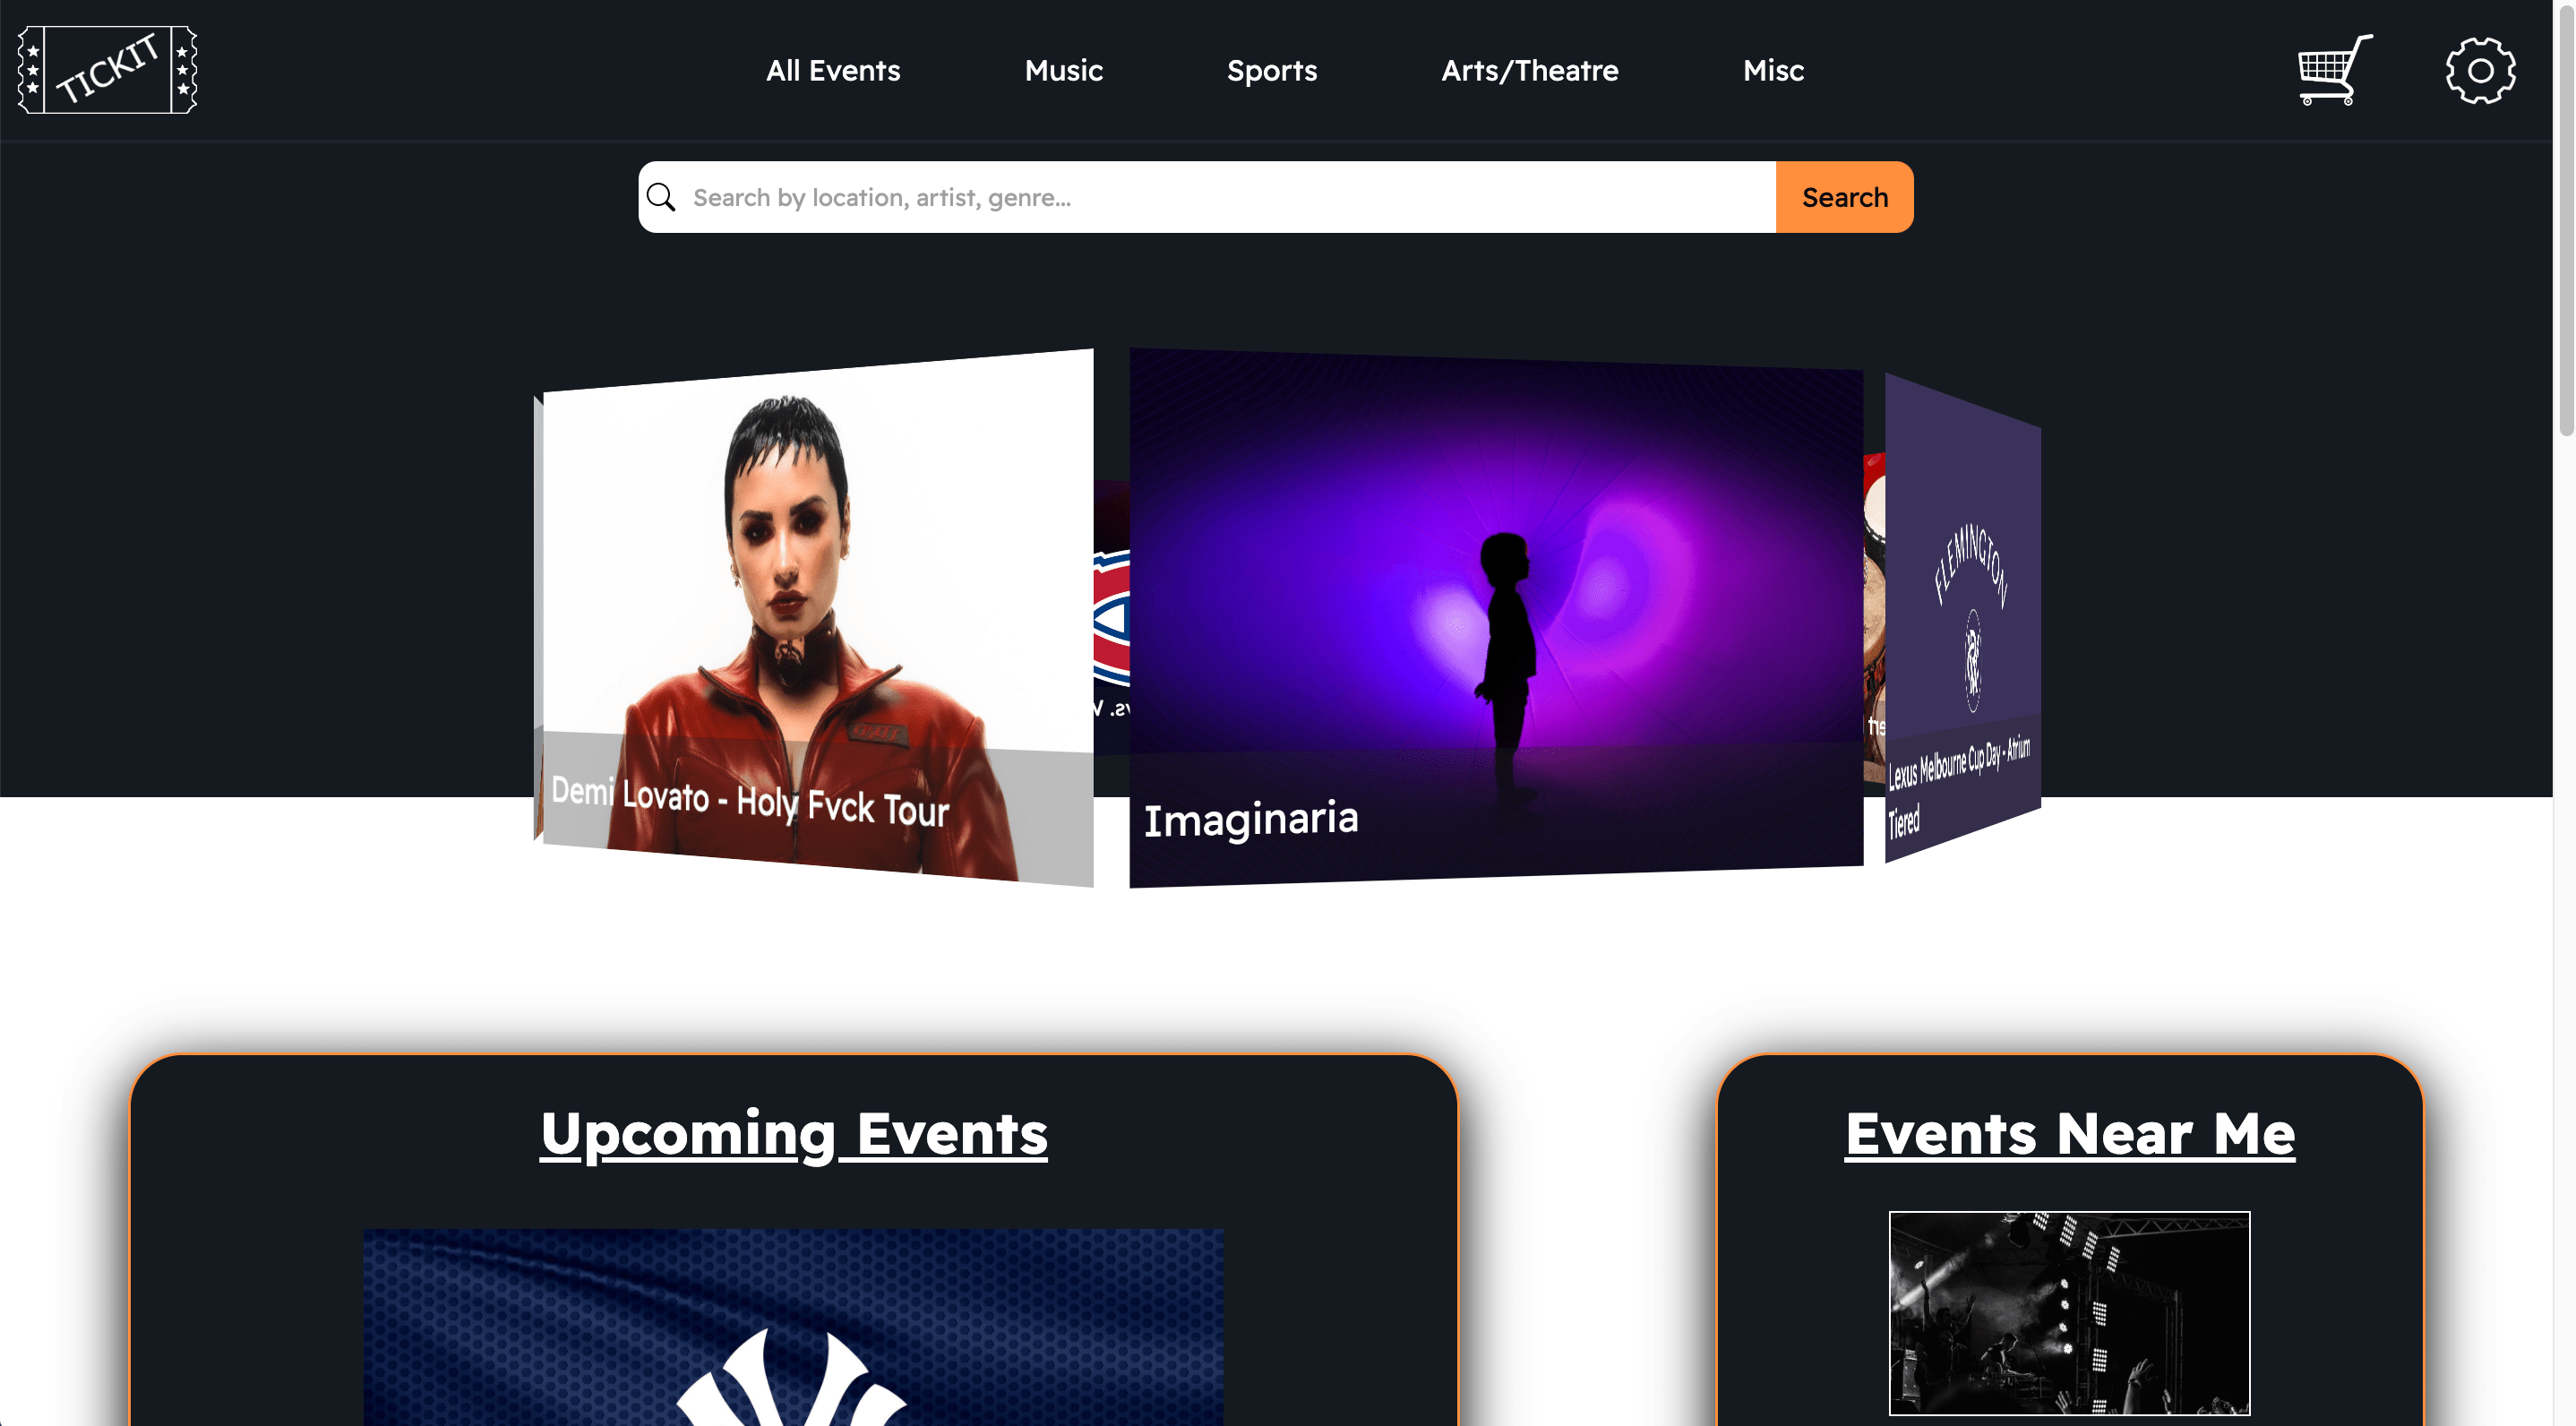 TICKIT
All Events
Music
Sports
Arts/Theatre
Misc
Search by location, artist, genre...
Search
Demi Lovato - Holy Fvck Tour
vs.
Imaginaria
FLEMINGTON
Lexus Melbourne Cup Day - Atrium
Tiered
Upcoming Events
Events Near Me